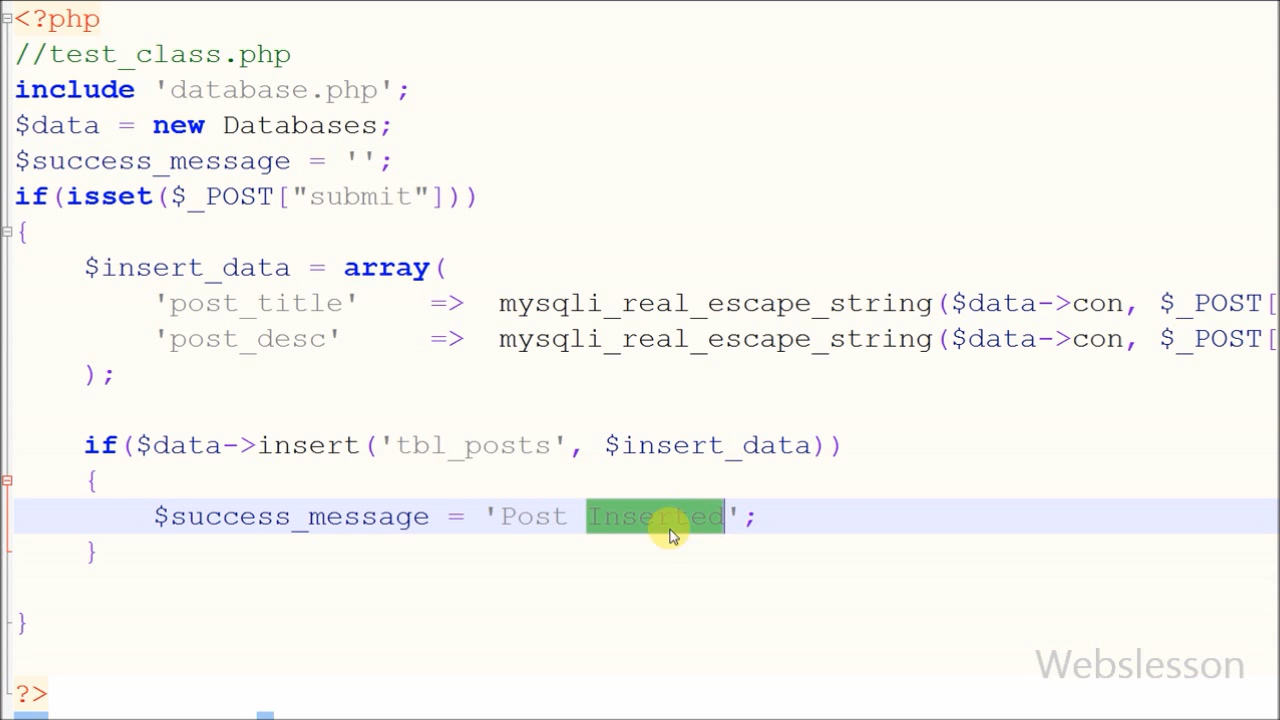 <?php
//test_class.php
include 'database.php';
$data = new Databases;
$success_message = '';
if(isset($_POST["submit"]))
{
    $insert_data = array(
        'post_title'    =>  mysqli_real_escape_string($data->con, $_POST[
        'post_desc'     =>  mysqli_real_escape_string($data->con, $_POST[
    );
    if($data->insert('tbl_posts', $insert_data))
    {
        $success_message = 'Post Inserted';
    }
}
Webslesson
?>